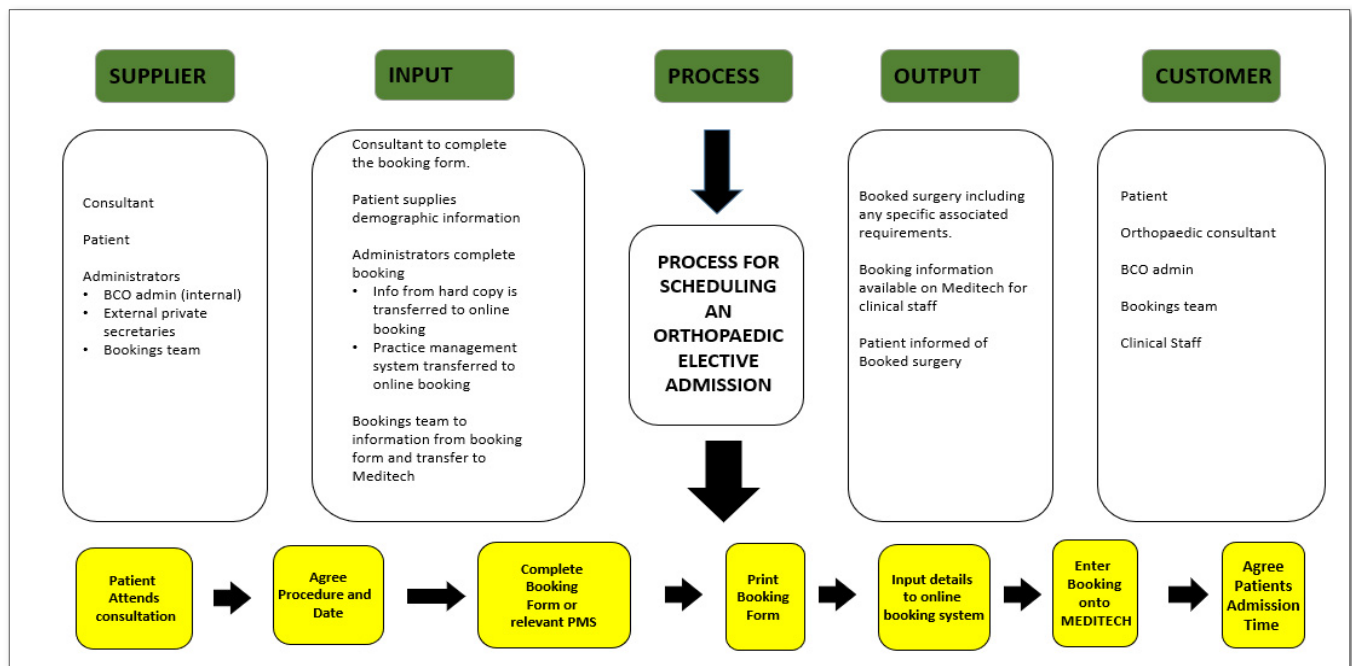 SUPPLIER
INPUT
PROCESS
OUTPUT
CUSTOMER
Consultant
Patient
Administrators
• BCO admin (internal)
• External private
secretaries
• Bookings team
Consultant to complete
the booking form.
Patient supplies
demographic information
Administrators complete
booking
• Info from hard copy is
transferred to online
booking
• Practice management
system transferred to
online booking
Bookings team to
information from booking
form and transfer to
Meditech
PROCESS FOR
SCHEDULING
AN
ORTHOPAEDIC
ELECTIVE
ADMISSION
Booked surgery including
any specific associated
requirements.
Booking information
available on Meditech for
clinical staff
Patient informed of
Booked surgery
Patient
Orthopaedic consultant
BCO admin
Bookings team
Clinical Staff
Patient
Attends
consultation
Agree
Procedure and
Date
Complete
Booking
Form or
relevant PMS
Print
Booking
Form
Input details
to online
booking system
Enter
Booking
onto
MEDITECH
Agree
Patients
Admission
Time